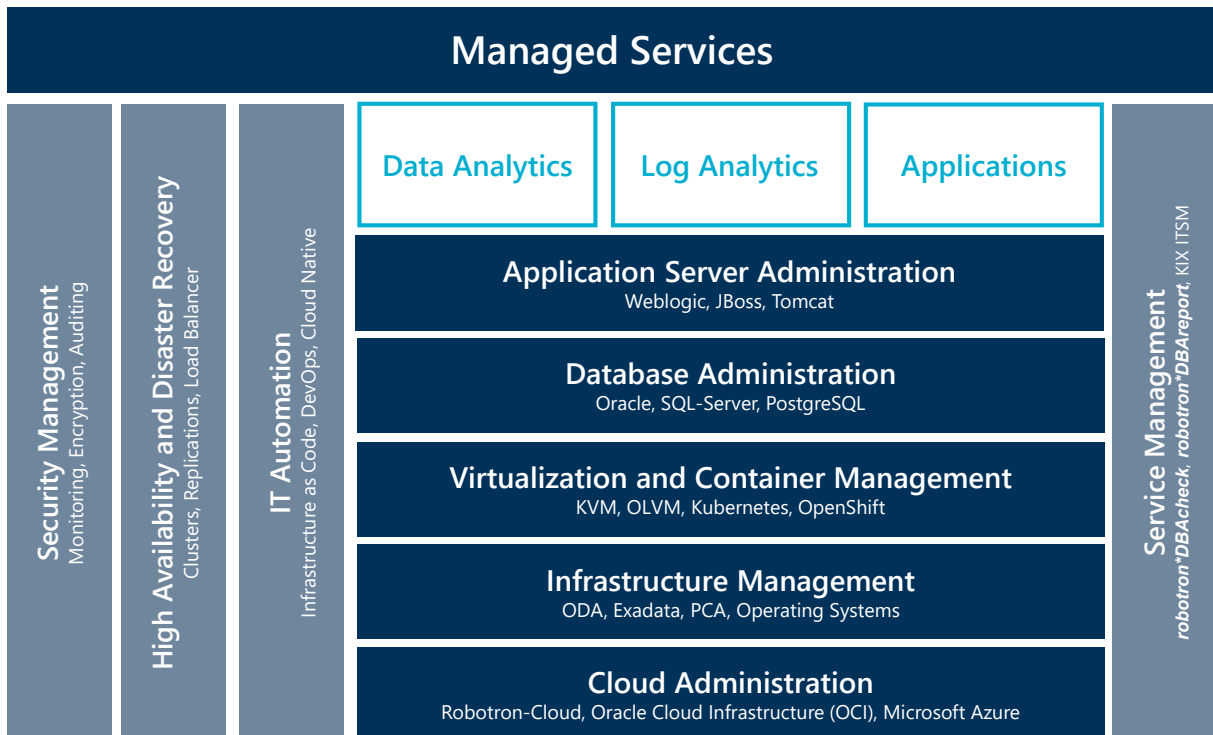 Managed Services
Security Management
Monitoring, Encryption, Auditing
High Availability and Disaster Recovery
Clusters, Replications, Load Balancer
IT Automation
Infrastructure as Code, DevOps, Cloud Native
Data Analytics
Log Analytics
Applications
Application Server Administration
Weblogic, JBoss, Tomcat
Database Administration
Oracle, SQL-Server, PostgreSQL
Virtualization and Container Management
KVM, OLVM, Kubernetes, OpenShift
Infrastructure Management
ODA, Exadata, PCA, Operating Systems
Cloud Administration
Robotron-Cloud, Oracle Cloud Infrastructure (OCI), Microsoft Azure
Service Management
robotron*DBAcheck, robotron*DBAreport, KIX ITSM